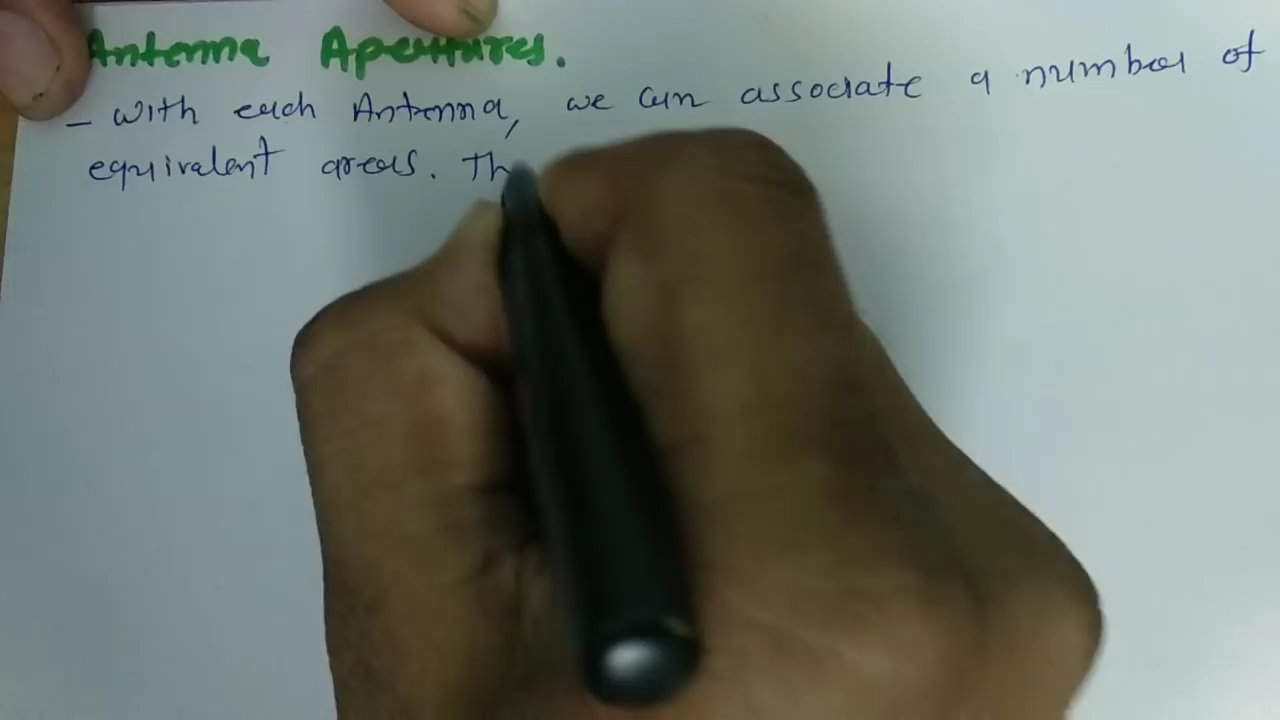 Antenna Apertures.
- with each Antenna, we can associate a number of
equivalent areas. Th